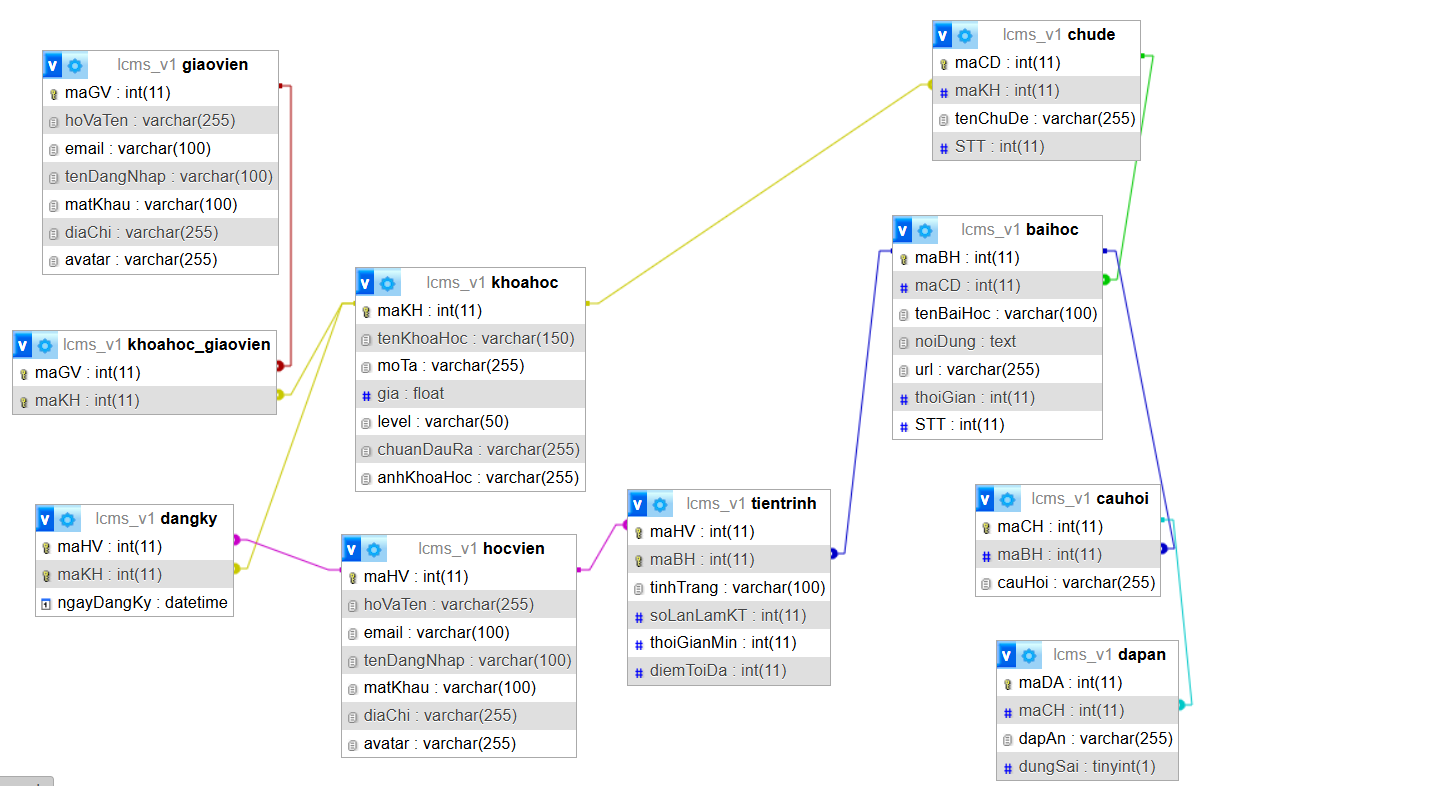 lcms_v1 giaovien
maGV : int(11)
hoVaTen : varchar(255)
email : varchar(100)
tenDangNhap : varchar(100)
matKhau : varchar(100)
diaChi : varchar(255)
avatar : varchar(255)
lcms_v1 khoahoc_giaovien
maGV : int(11)
maKH : int(11)
lcms_v1 dangky
maHV : int(11)
maKH : int(11)
ngayDangKy : datetime
lcms_v1 khoahoc
maKH : int(11)
tenKhoaHoc : varchar(150)
moTa : varchar(255)
gia : float
level : varchar(50)
chuanDauRa : varchar(255)
anhKhoaHoc : varchar(255)
lcms_v1 hocvien
maHV : int(11)
hoVaTen : varchar(255)
email : varchar(100)
tenDangNhap : varchar(100)
matKhau : varchar(100)
diaChi : varchar(255)
avatar : varchar(255)
lcms_v1 tientrinh
maHV : int(11)
maBH : int(11)
tinhTrang : varchar(100)
soLanLamKT : int(11)
thoiGianMin : int(11)
diemToiDa : int(11)
lcms_v1 chude
maCD : int(11)
maKH : int(11)
tenChuDe : varchar(255)
STT : int(11)
lcms_v1 baihoc
maBH : int(11)
maCD : int(11)
tenBaiHoc : varchar(100)
noiDung : text
url : varchar(255)
thoiGian : int(11)
STT : int(11)
lcms_v1 cauhoi
maCH : int(11)
maBH : int(11)
cauHoi : varchar(255)
lcms_v1 dapan
maDA : int(11)
maCH : int(11)
dapAn : varchar(255)
dungSai : tinyint(1)